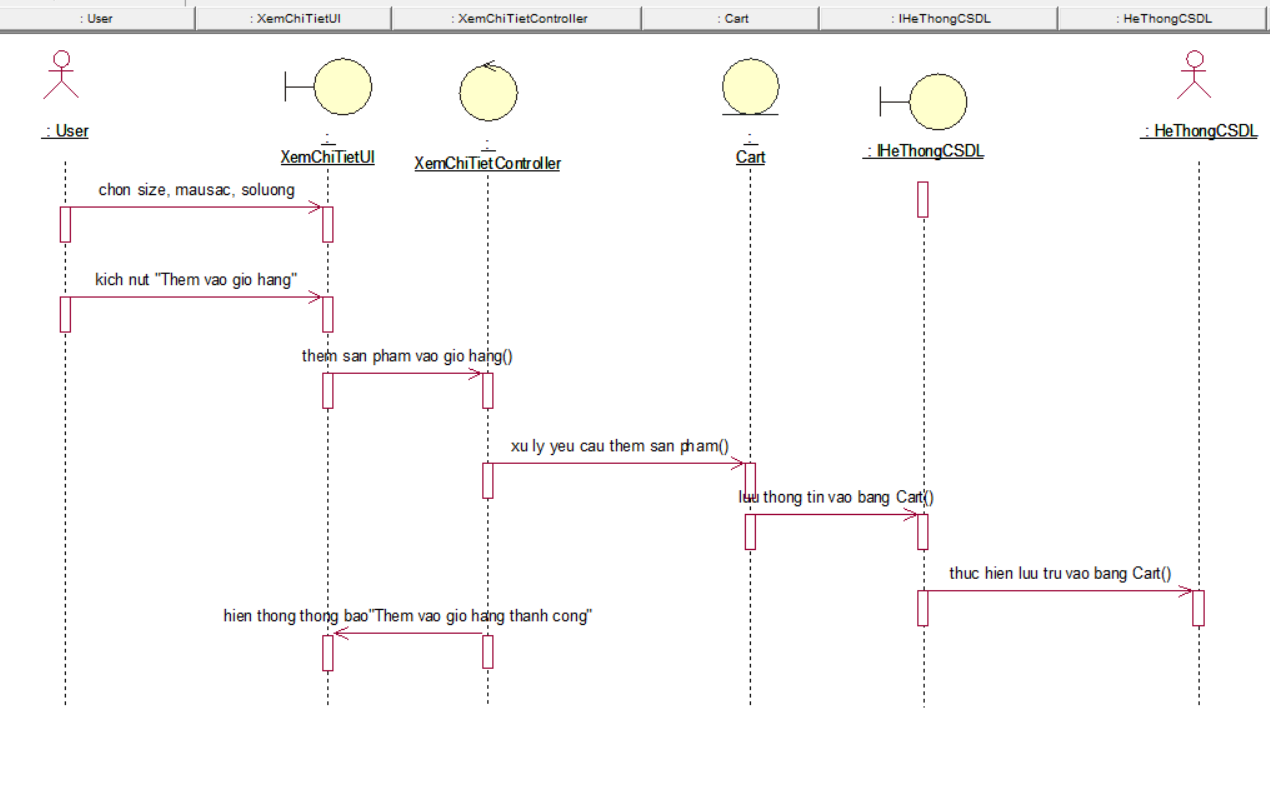 : User
: XemChiTietUI
: XemChiTietController
: Cart
: IHeThongCSDL
: HeThongCSDL
: User
:
XemChiTietUI
:
XemChiTietController
:
Cart
: IHeThongCSDL
: HeThongCSDL
chon size, mausac, soluong
kich nut "Them vao gio hang"
them san pham vao gio hang()
xu ly yeu cau them san pham()
luu thong tin vao bang Cart()
thuc hien luu tru vao bang Cart()
hien thong thong bao"Them vao gio hang thanh cong"